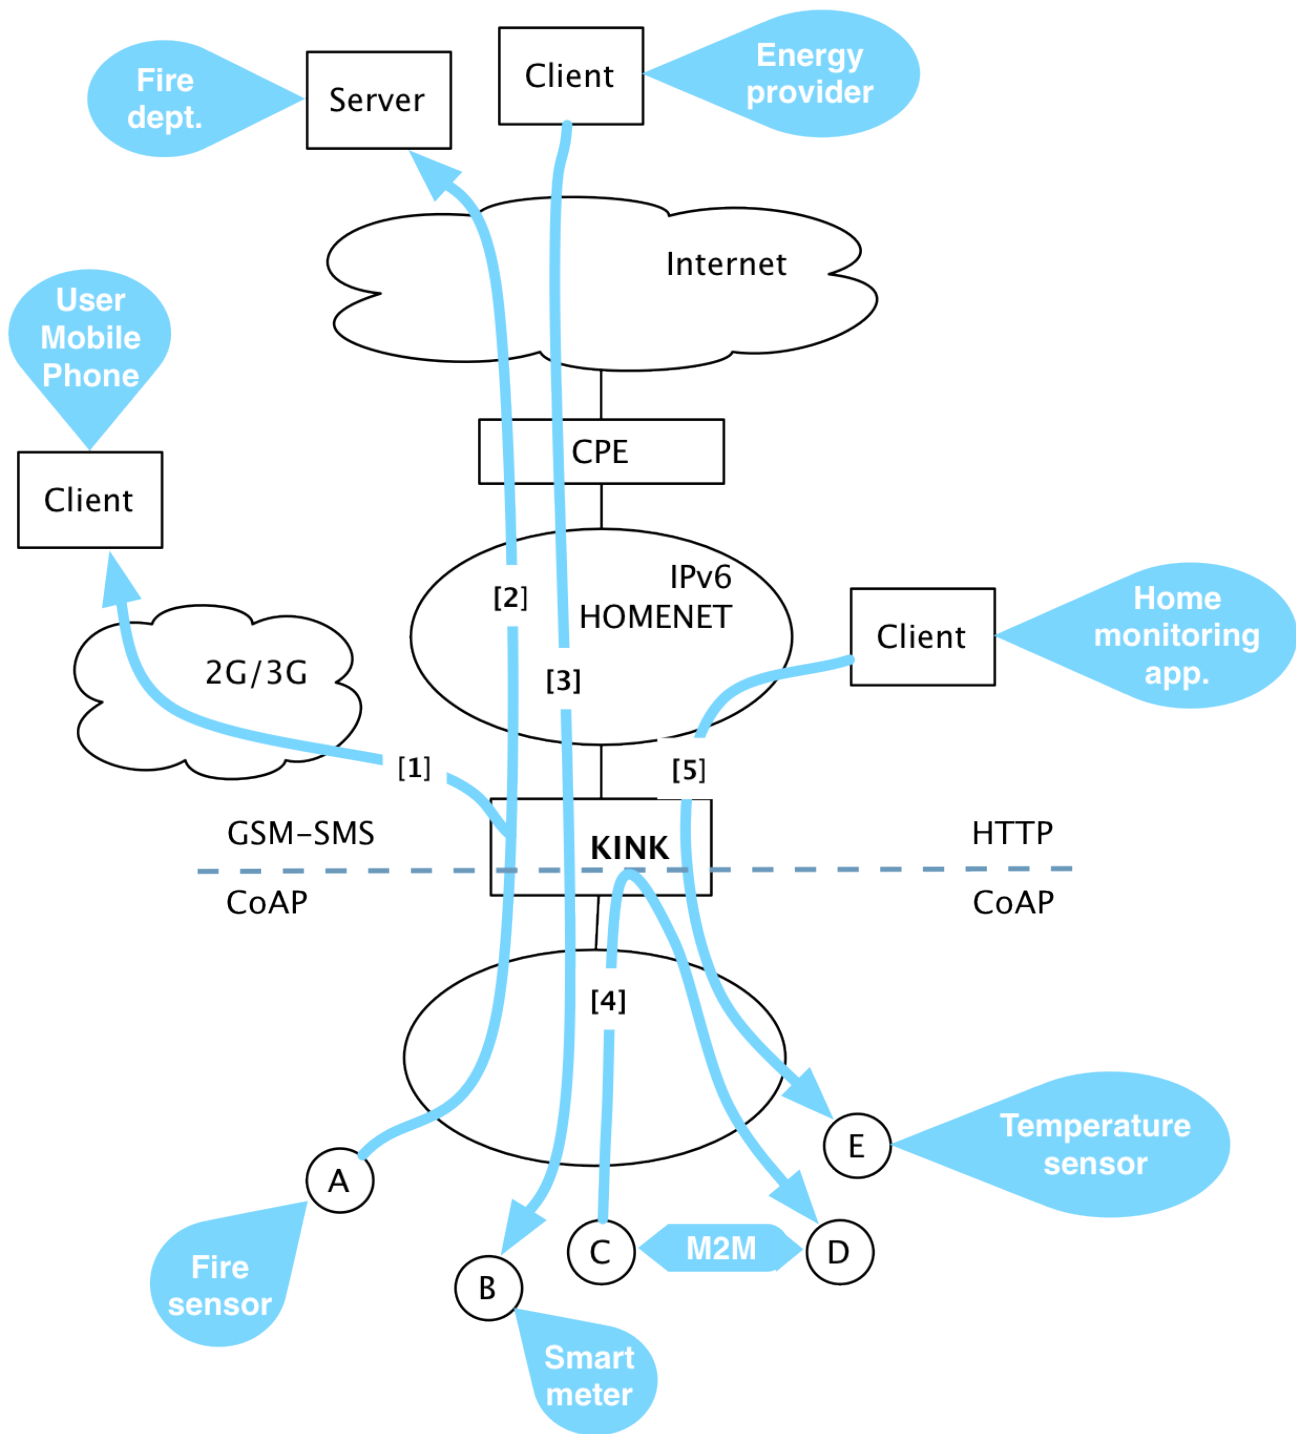 Fire
dept.
Server
Client
Energy
provider
Internet
User
Mobile
Phone
Client
CPE
IPv6
HOMENET
[2]
[3]
2G/3G
Client
Home
monitoring
app.
[1]
[5]
GSM-SMS
KINK
HTTP
CoAP
CoAP
[4]
A
E
Temperature
sensor
Fire
sensor
B
C
M2M
D
Smart
meter